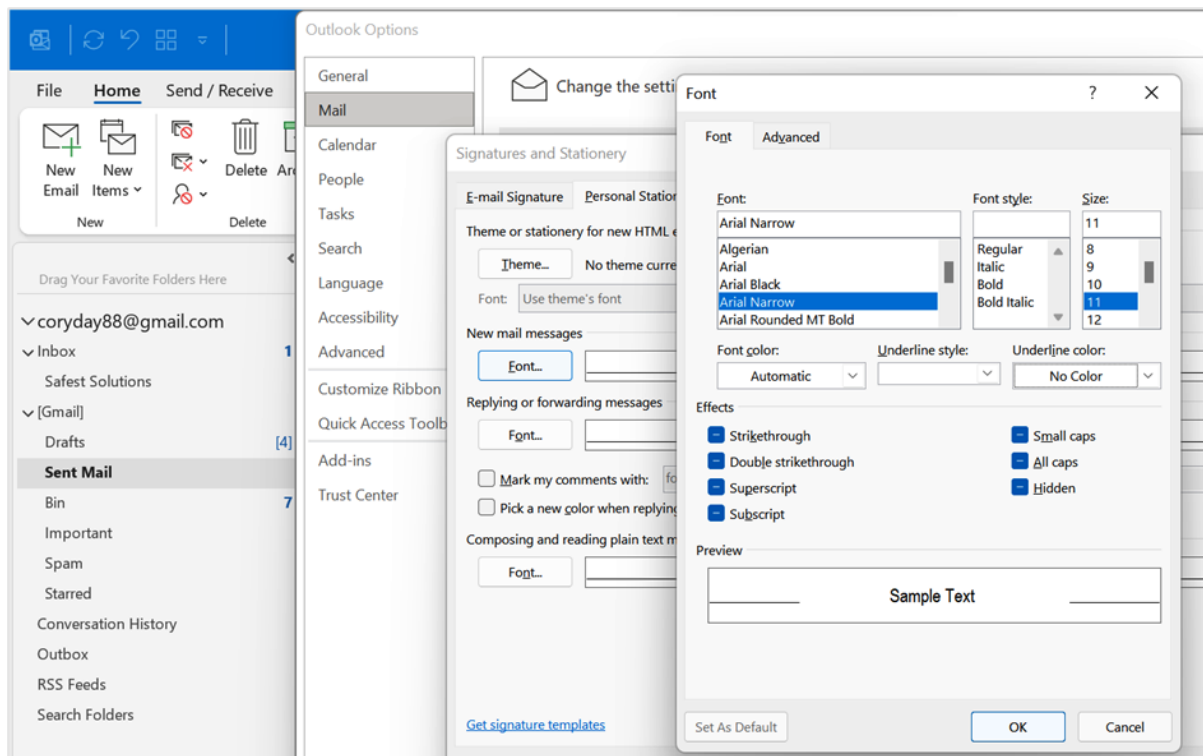 Outlook Options
File Home Send / Receive
New Email
New Items
Delete
New
Delete
Drag Your Favorite Folders Here
coryday88@gmail.com
Inbox 1
Safest Solutions
[Gmail]
Drafts [4]
Sent Mail
Bin 7
Important
Spam
Starred
Conversation History
Outbox
RSS Feeds
Search Folders
General
Mail
Calendar
People
Tasks
Search
Language
Accessibility
Advanced
Customize Ribbon
Quick Access Toolb
Add-ins
Trust Center
Change the setti
Signatures and Stationery
E-mail Signature Personal Station
Theme or stationery for new HTML e
Theme... No theme curre
Font: Use theme's font
New mail messages
Font...
Replying or forwarding messages
Font...
Mark my comments with: fo
Pick a new color when replying
Composing and reading plain text m
Font...
Get signature templates
Font ?
Font Advanced
Font: Font style: Size:
Arial Narrow 11
Algerian Regular 8
Arial Italic 9
Arial Black Bold 10
Arial Narrow Bold Italic 11
Arial Rounded MT Bold 12
Font color: Underline style: Underline color:
Automatic No Color
Effects
Strikethrough Small caps
Double strikethrough All caps
Superscript Hidden
Subscript
Preview
Sample Text
Set As Default OK Cancel